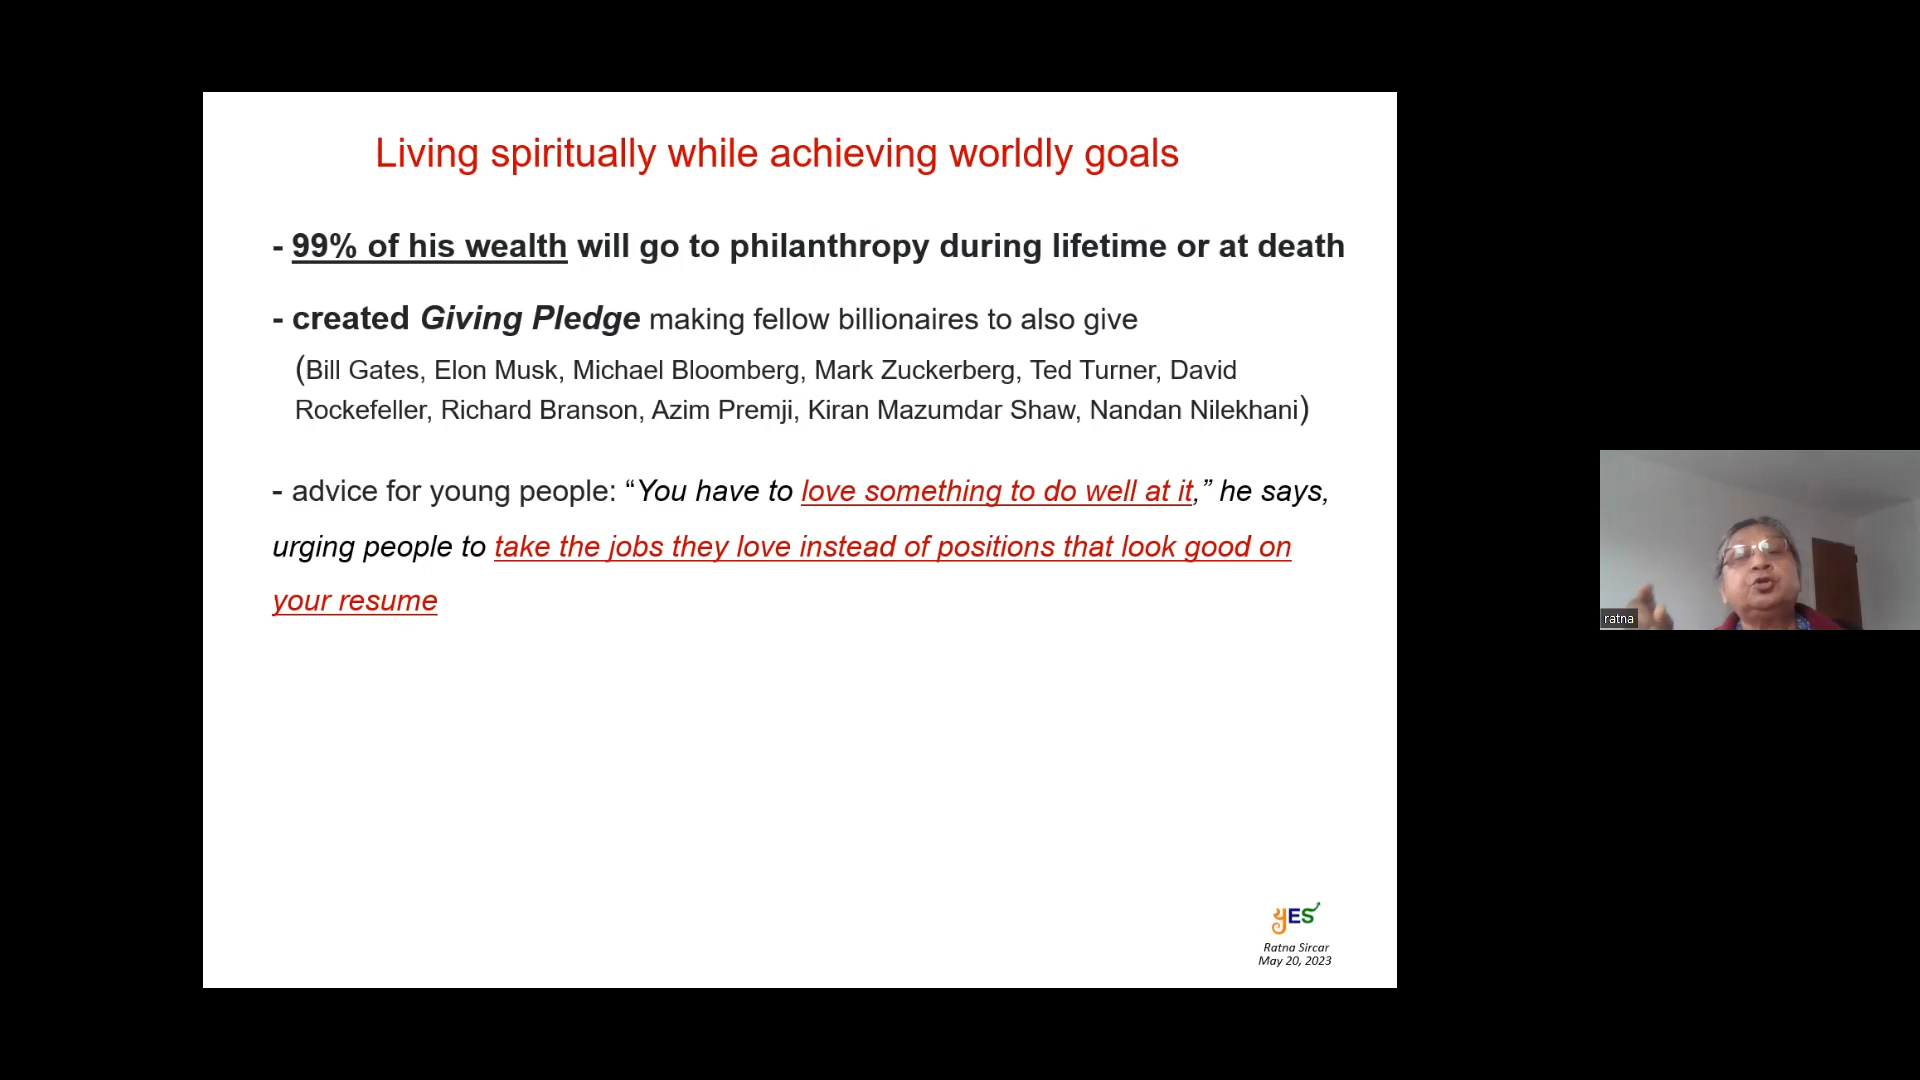 Living spiritually while achieving worldly goals
- 99% of his wealth will go to philanthropy during lifetime or at death
- created Giving Pledge making fellow billionaires to also give
(Bill Gates, Elon Musk, Michael Bloomberg, Mark Zuckerberg, Ted Turner, David
Rockefeller, Richard Branson, Azim Premji, Kiran Mazumdar Shaw, Nandan Nilekhani)
- advice for young people: “You have to love something to do well at it,” he says,
urging people to take the jobs they love instead of positions that look good on
your resume
yES
Ratna Sircar
May 20, 2023
ratna